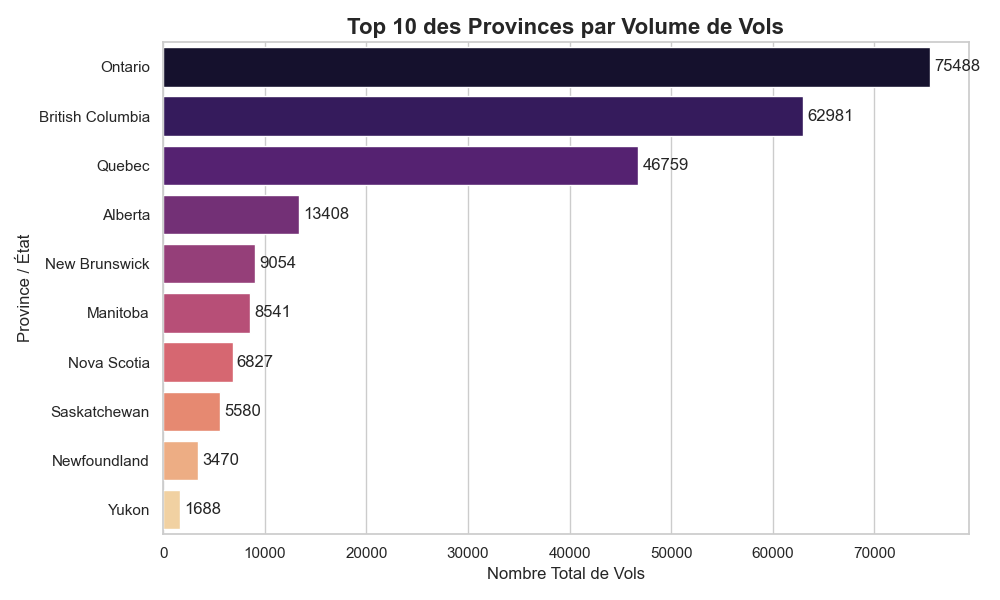 Top 10 des Provinces par Volume de Vols
Ontario
75488
British Columbia
62981
Quebec
46759
Alberta
13408
New Brunswick
9054
Manitoba
8541
Nova Scotia
6827
Saskatchewan
5580
Newfoundland
3470
Yukon
1688
Province / État
0 10000 20000 30000 40000 50000 60000 70000
Nombre Total de Vols